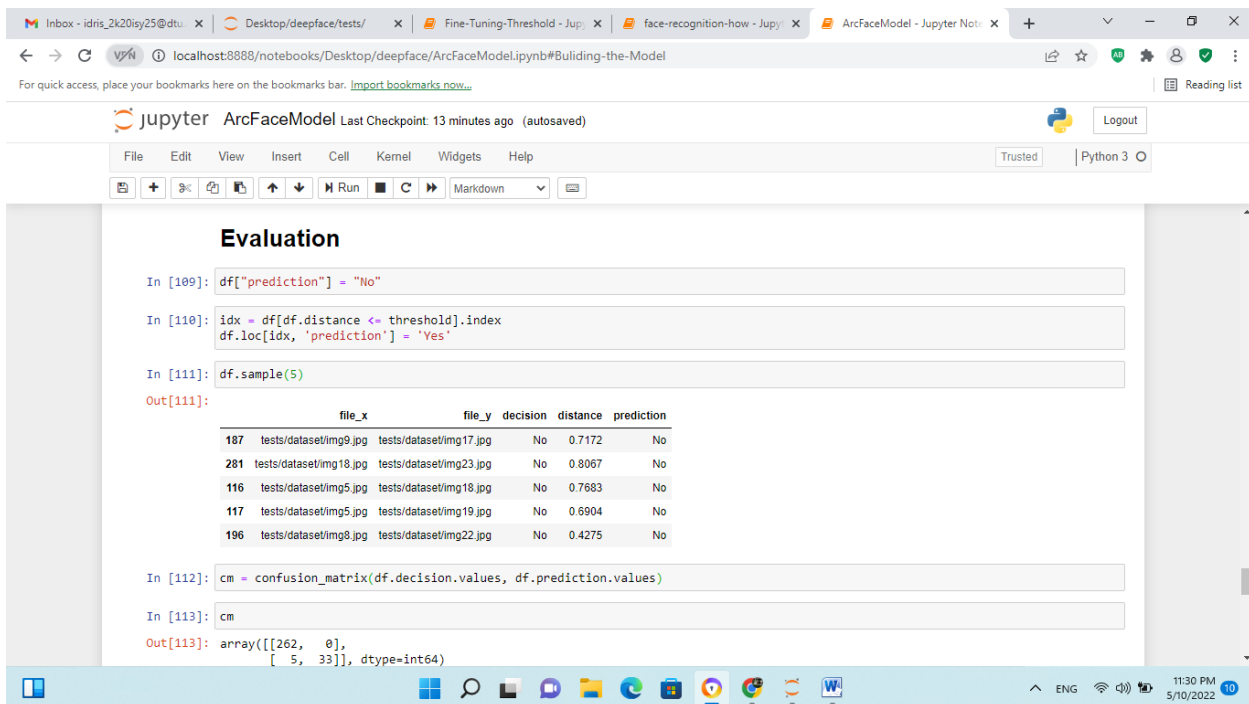 Inbox - idris_2k20isy25@dtu
Desktop/deepface/tests/
Fine-Tuning-Threshold - Jup
face-recognition-how - Jupy
ArcFaceModel - Jupyter Note
VPN localhost:8888/notebooks/Desktop/deepface/ArcFaceModel.ipynb#Buliding-the-Model
For quick access, place your bookmarks here on the bookmarks bar. Import bookmarks now...
Reading list
jupyter ArcFaceModel Last Checkpoint: 13 minutes ago (autosaved)
Logout
File Edit View Insert Cell Kernel Widgets Help
Trusted
Python 3
Run
Markdown
Evaluation
In [109]: df["prediction"] = "No"
In [110]: idx = df[df.distance <= threshold].index
df.loc[idx, 'prediction'] = 'Yes'
In [111]: df.sample(5)
Out[111]:
file_x file_y decision distance prediction
187 tests/dataset/img9.jpg tests/dataset/img17.jpg No 0.7172 No
281 tests/dataset/img18.jpg tests/dataset/img23.jpg No 0.8067 No
116 tests/dataset/img5.jpg tests/dataset/img18.jpg No 0.7683 No
117 tests/dataset/img5.jpg tests/dataset/img19.jpg No 0.6904 No
196 tests/dataset/img8.jpg tests/dataset/img22.jpg No 0.4275 No
In [112]: cm = confusion_matrix(df.decision.values, df.prediction.values)
In [113]: cm
Out[113]: array([[262, 0],
[ 5, 33]], dtype=int64)
ENG
11:30 PM
5/10/2022
10